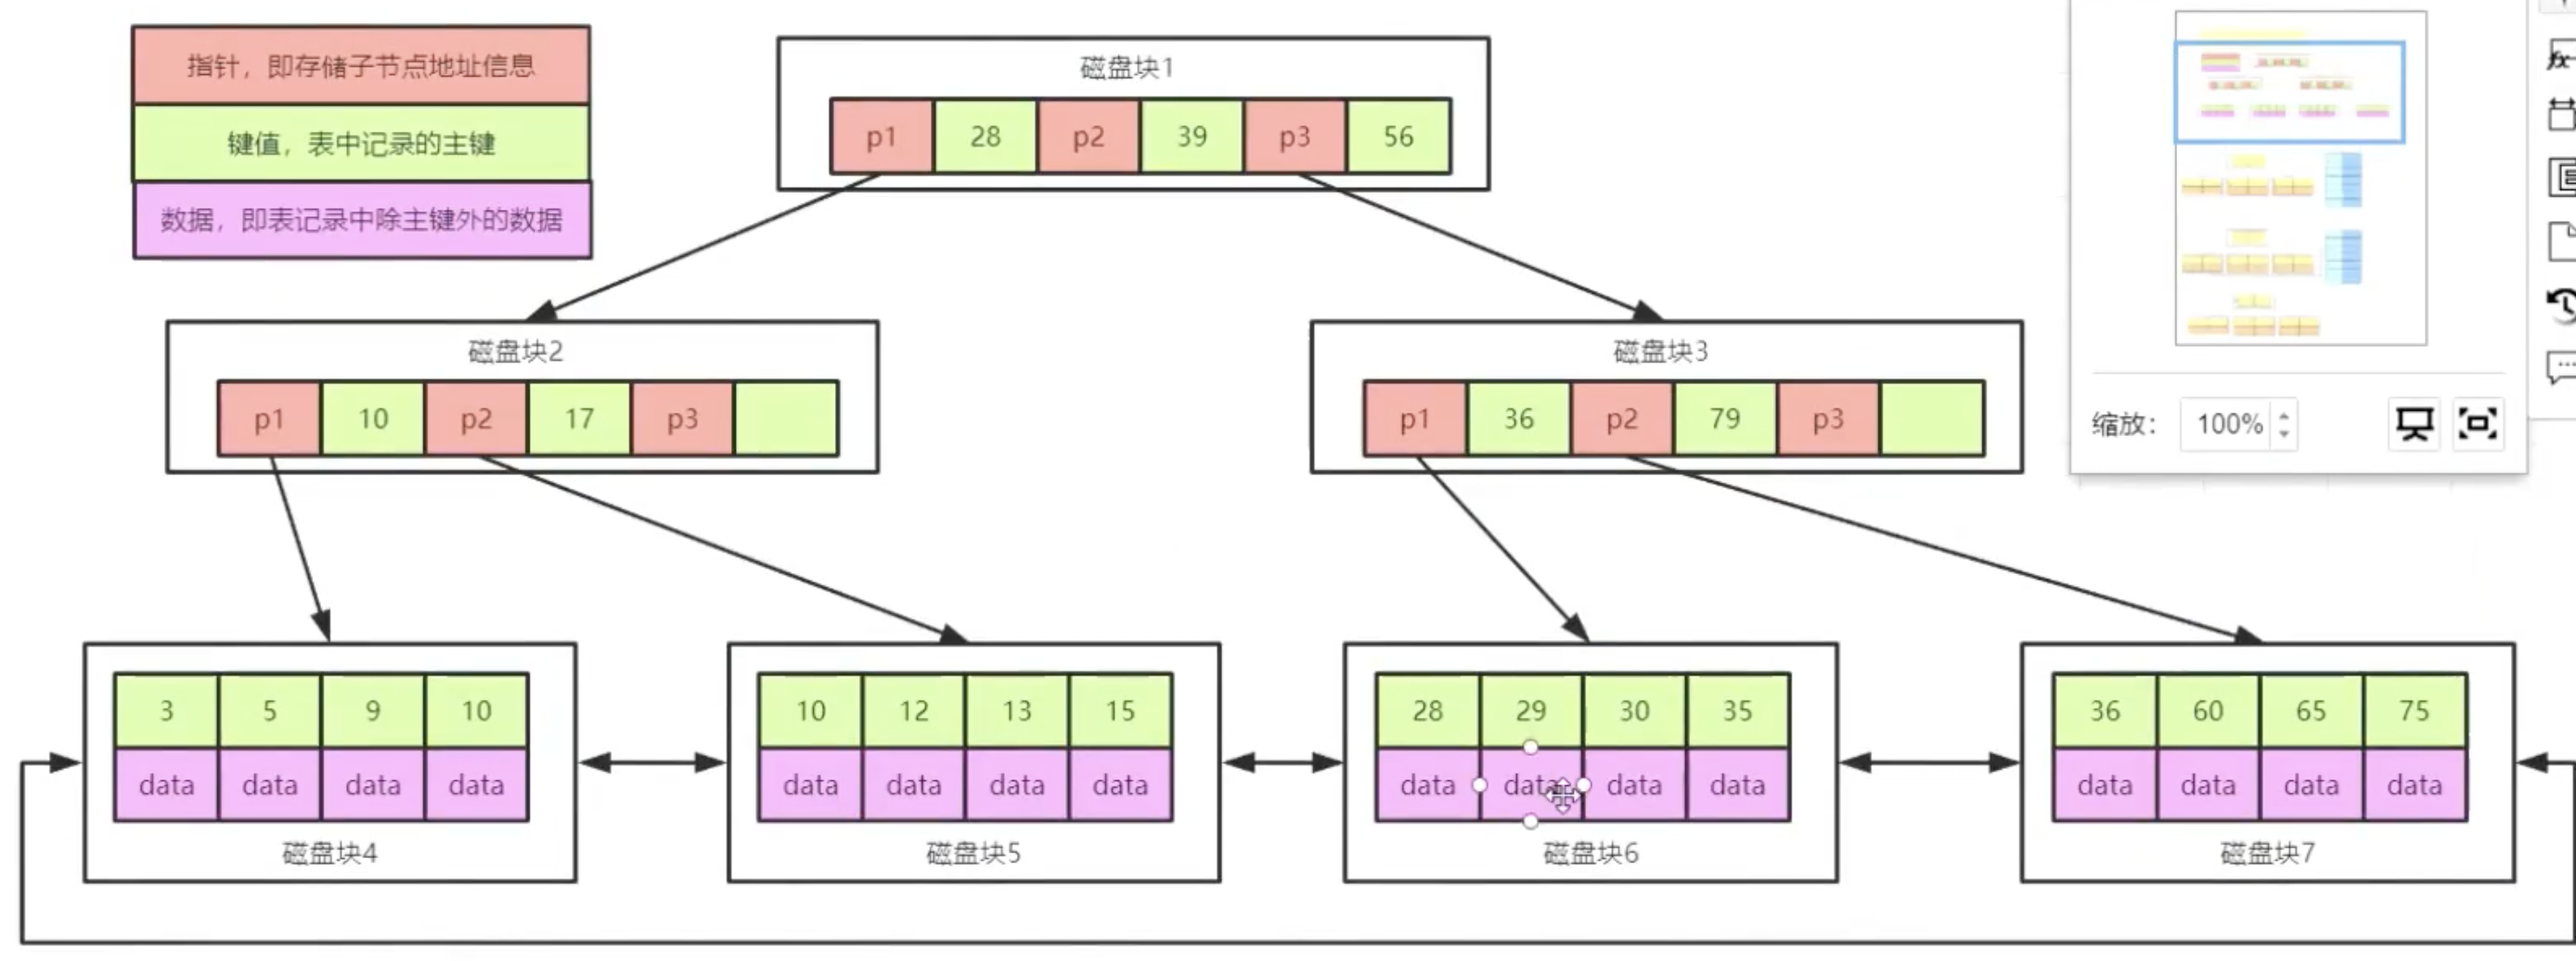 指针，即存储子节点地址信息
键值，表中记录的主键
数据，即表记录中除主键外的数据
磁盘块1
p1 28 p2 39 p3 56
磁盘块2
p1 10 p2 17 p3
磁盘块3
p1 36 p2 79 p3
缩放： 100%
3 5 9 10
data data data data
磁盘块4
10 12 13 15
data data data data
磁盘块5
28 29 30 35
data data data data
磁盘块6
36 60 65 75
data data data data
磁盘块7